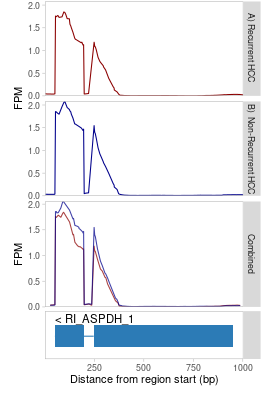 2.0
1.5
1.0
0.5
0.0
FPM
A) Recurrent HCC
2.0
1.5
1.0
0.5
0.0
B) Non-Recurrent HCC
2.0
1.5
1.0
0.5
0.0
FPM
Combined
< RI_ASPDH_1
250
500
750
1000
Distance from region start (bp)